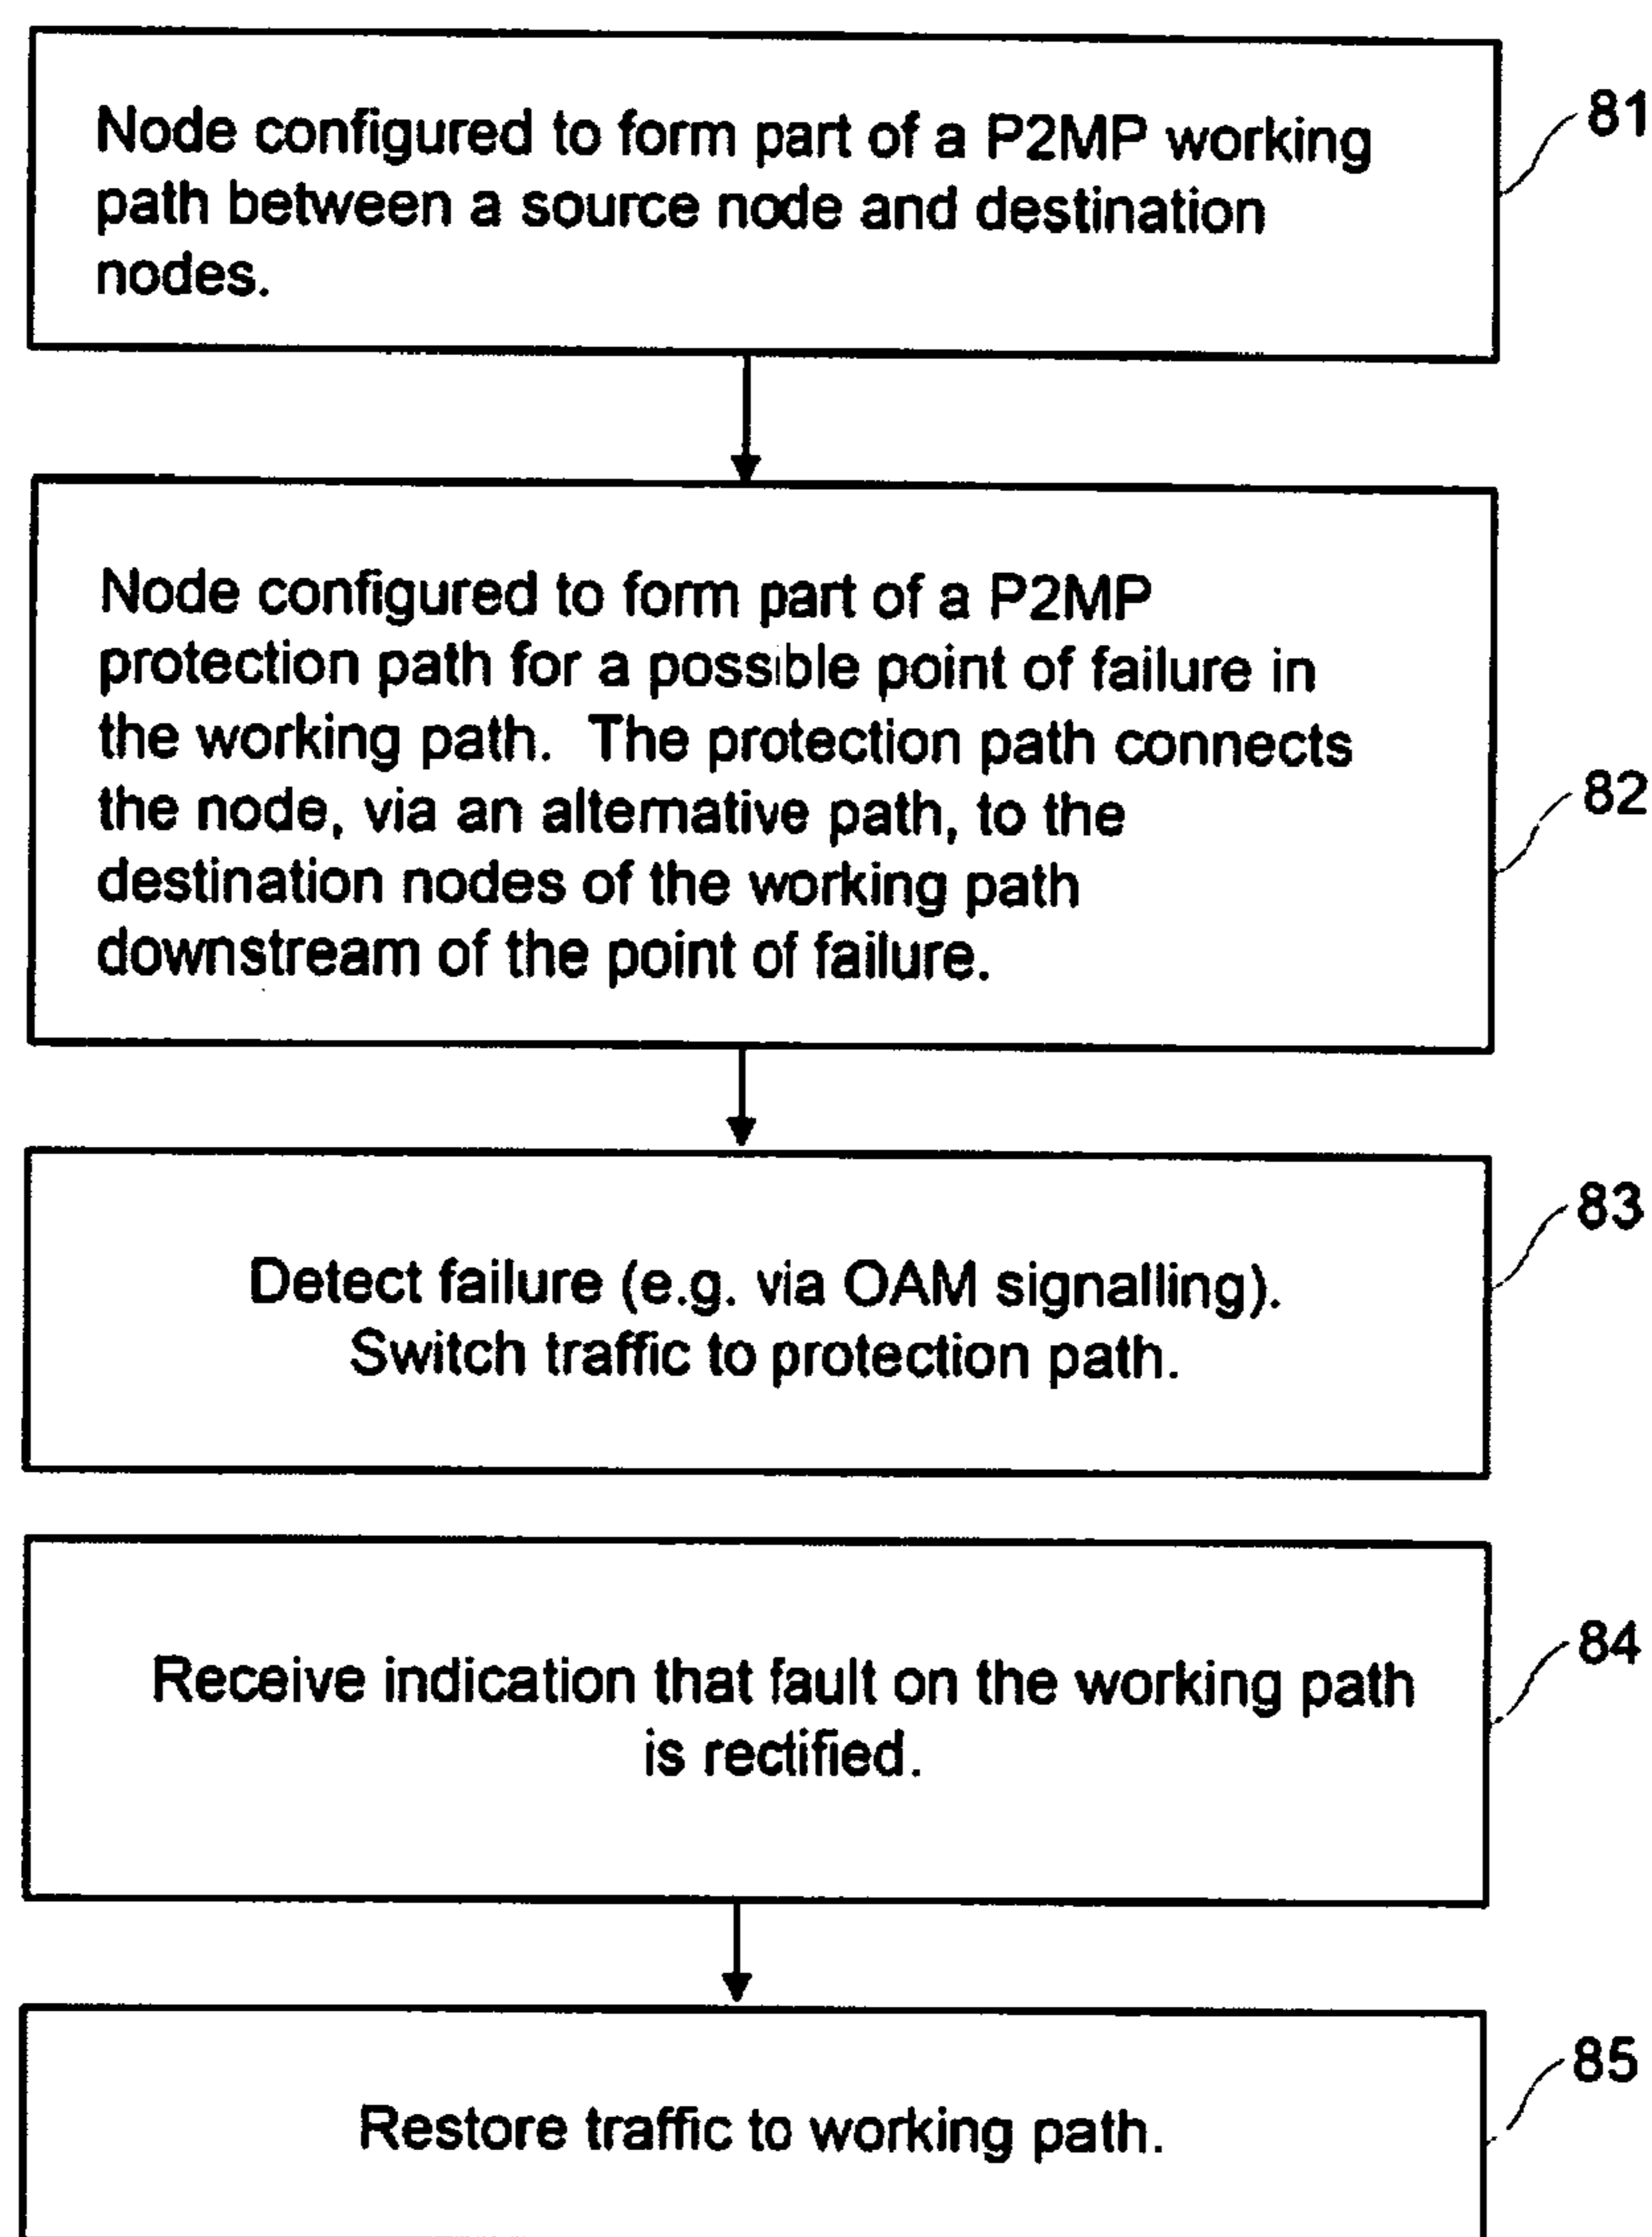 Node configured to form part of a P2MP working
path between a source node and destination
nodes.
81
Node configured to form part of a P2MP
protection path for a possible point of failure in
the working path. The protection path connects
the node, via an alternative path, to the
destination nodes of the working path
downstream of the point of failure.
82
Detect failure (e.g. via OAM signalling).
Switch traffic to protection path.
83
Receive indication that fault on the working path
is rectified.
84
Restore traffic to working path.
85